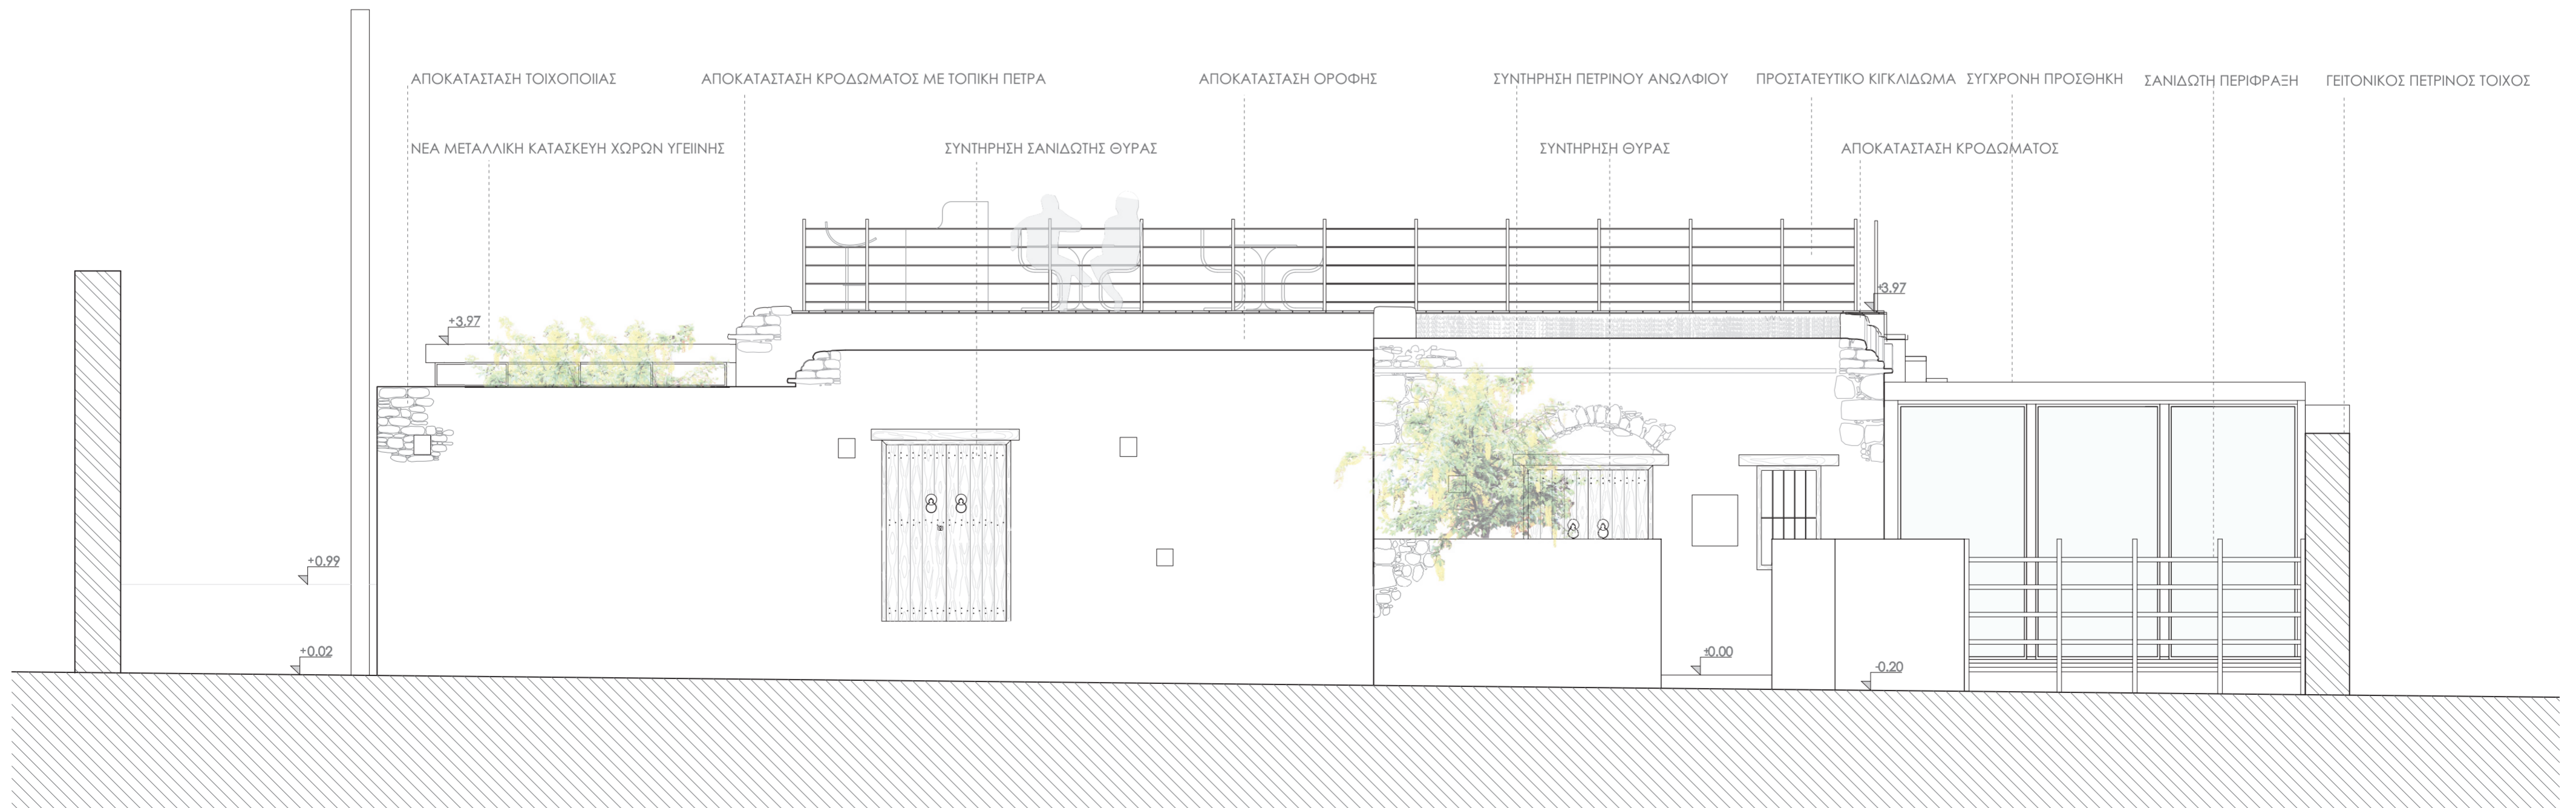 ΑΠΟΚΑΤΑΣΤΑΣΗ ΤΟΙΧΟΠΟΙΙΑΣ
ΑΠΟΚΑΤΑΣΤΑΣΗ ΚΡΟΔΩΜΑΤΟΣ ΜΕ ΤΟΠΙΚΗ ΠΕΤΡΑ
ΑΠΟΚΑΤΑΣΤΑΣΗ ΟΡΟΦΗΣ
ΣΥΝΤΗΡΗΣΗ ΠΕΤΡΙΝΟΥ ΑΝΩΛΦΙΟΥ
ΠΡΟΣΤΑΤΕΥΤΙΚΟ ΚΙΓΚΛΙΔΩΜΑ
ΣΥΓΧΡΟΝΗ ΠΡΟΣΘΗΚΗ
ΣΑΝΙΔΩΤΗ ΠΕΡΙΦΡΑΞΗ
ΓΕΙΤΟΝΙΚΟΣ ΠΕΤΡΙΝΟΣ ΤΟΙΧΟΣ
ΝΕΑ ΜΕΤΑΛΛΙΚΗ ΚΑΤΑΣΚΕΥΗ ΧΩΡΩΝ ΥΓΕΙΙΝΗΣ
ΣΥΝΤΗΡΗΣΗ ΣΑΝΙΔΩΤΗΣ ΘΥΡΑΣ
ΣΥΝΤΗΡΗΣΗ ΘΥΡΑΣ
ΑΠΟΚΑΤΑΣΤΑΣΗ ΚΡΟΔΩΜΑΤΟΣ
+3.97
+3.97
+0.99
+0.02
±0.00
-0.20